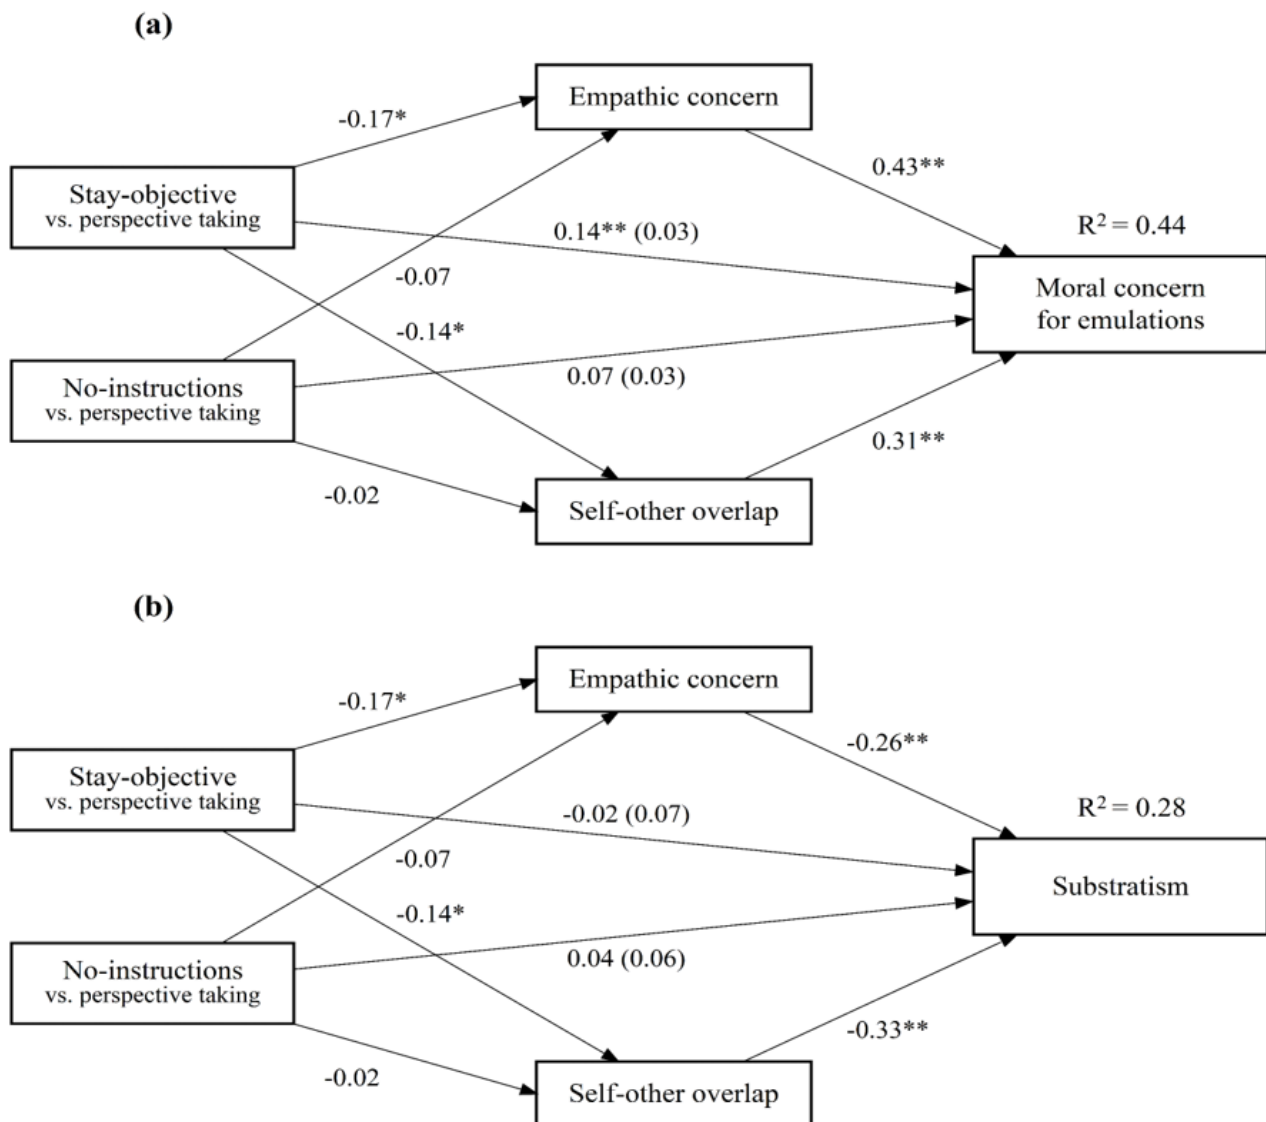 (a)
Empathic concern
-0.17*
0.43**
Stay-objective
vs. perspective taking
R² = 0.44
0.14** (0.03)
-0.07
Moral concern
for emulations
-0.14*
No-instructions
vs. perspective taking
0.07 (0.03)
0.31**
-0.02
Self-other overlap
(b)
Empathic concern
-0.17*
-0.26**
Stay-objective
vs. perspective taking
R² = 0.28
-0.02 (0.07)
-0.07
Substratism
-0.14*
No-instructions
vs. perspective taking
0.04 (0.06)
-0.33**
-0.02
Self-other overlap